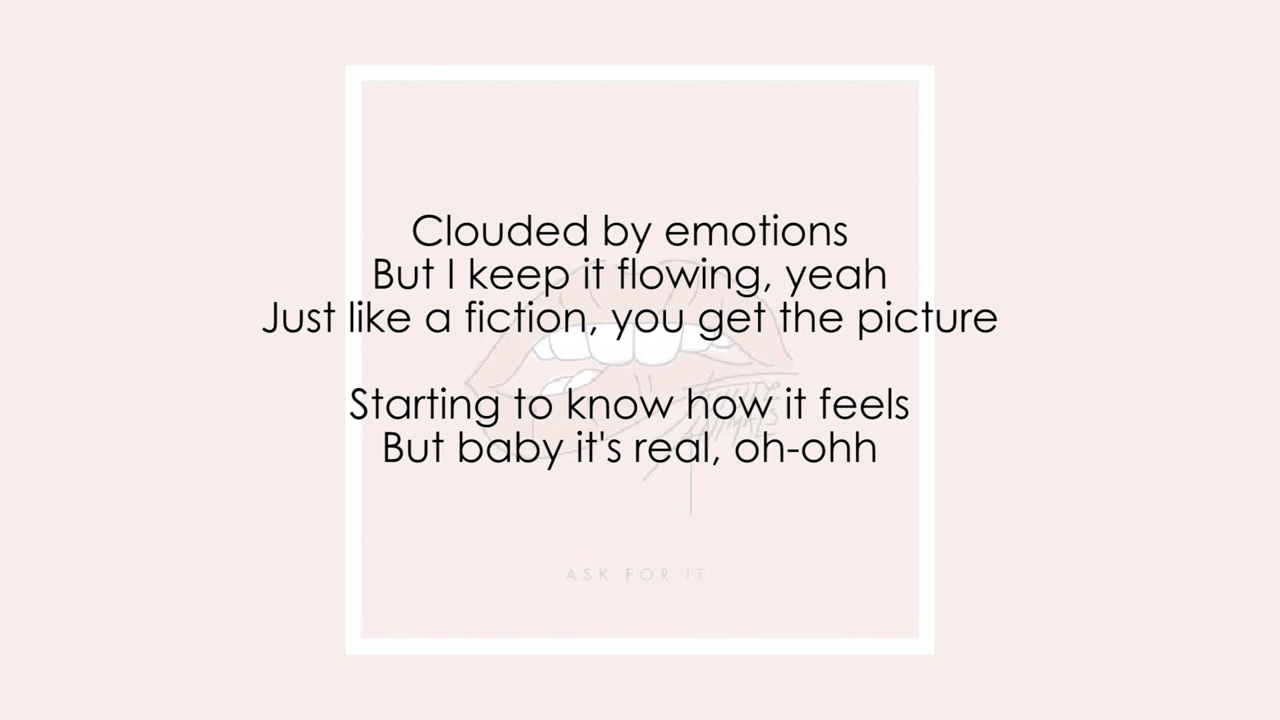 Clouded by emotions
But I keep it flowing, yeah
Just like a fiction, you get the picture
Starting to know how it feels
But baby it's real, oh-ohh
ASK FOR IT